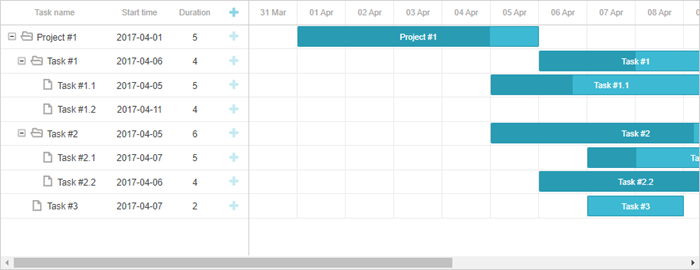 Task name Start time Duration 31 Mar 01 Apr 02 Apr 03 Apr 04 Apr 05 Apr 06 Apr 07 Apr 08 Apr
Project #1 2017-04-01 5 Project #1
Task #1 2017-04-06 4 Task #1
Task #1.1 2017-04-05 5 Task #1.1
Task #1.2 2017-04-11 4
Task #2 2017-04-05 6 Task #2
Task #2.1 2017-04-07 5 Ta
Task #2.2 2017-04-06 4 Task #2.2
Task #3 2017-04-07 2 Task #3